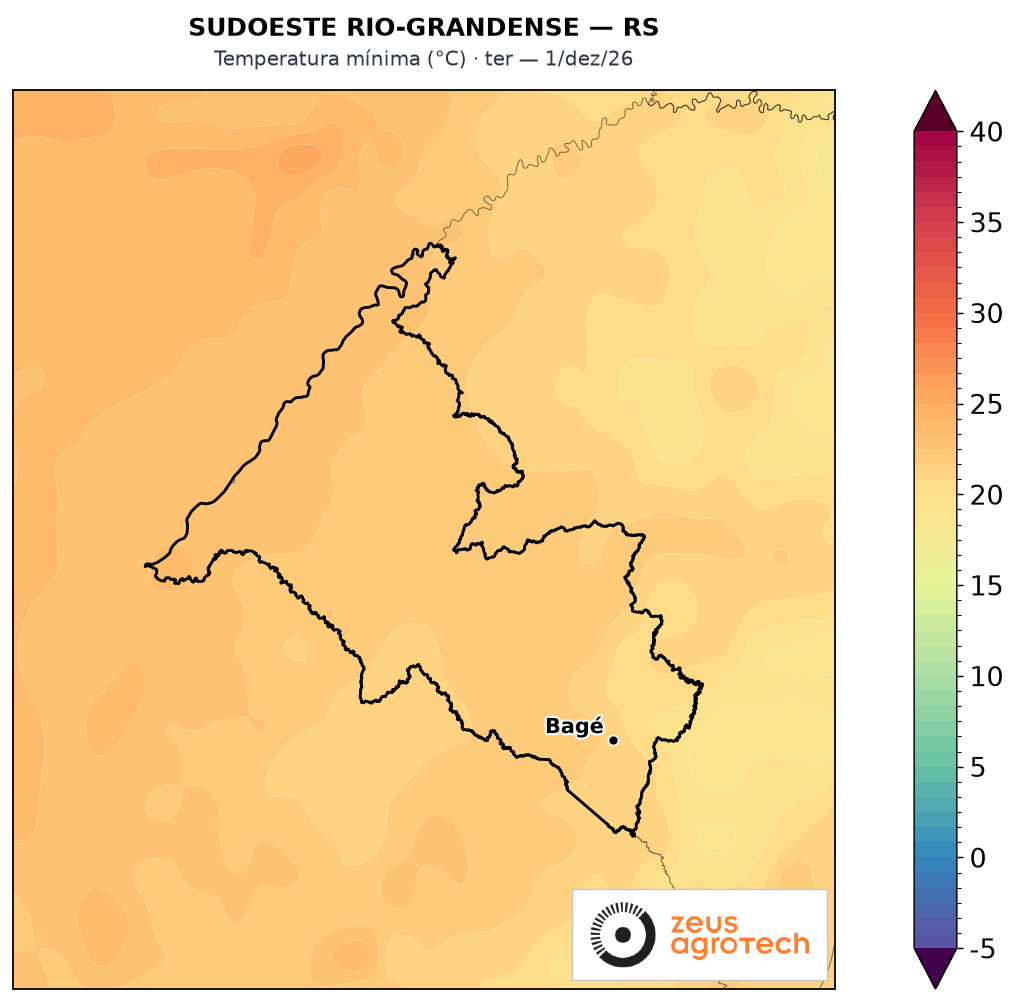 SUDOESTE RIO-GRANDENSE — RS
Temperatura mínima (°C) · ter — 1/dez/26
40
35
30
25
20
15
10
5
0
-5
Bagé
zeus
agrotech